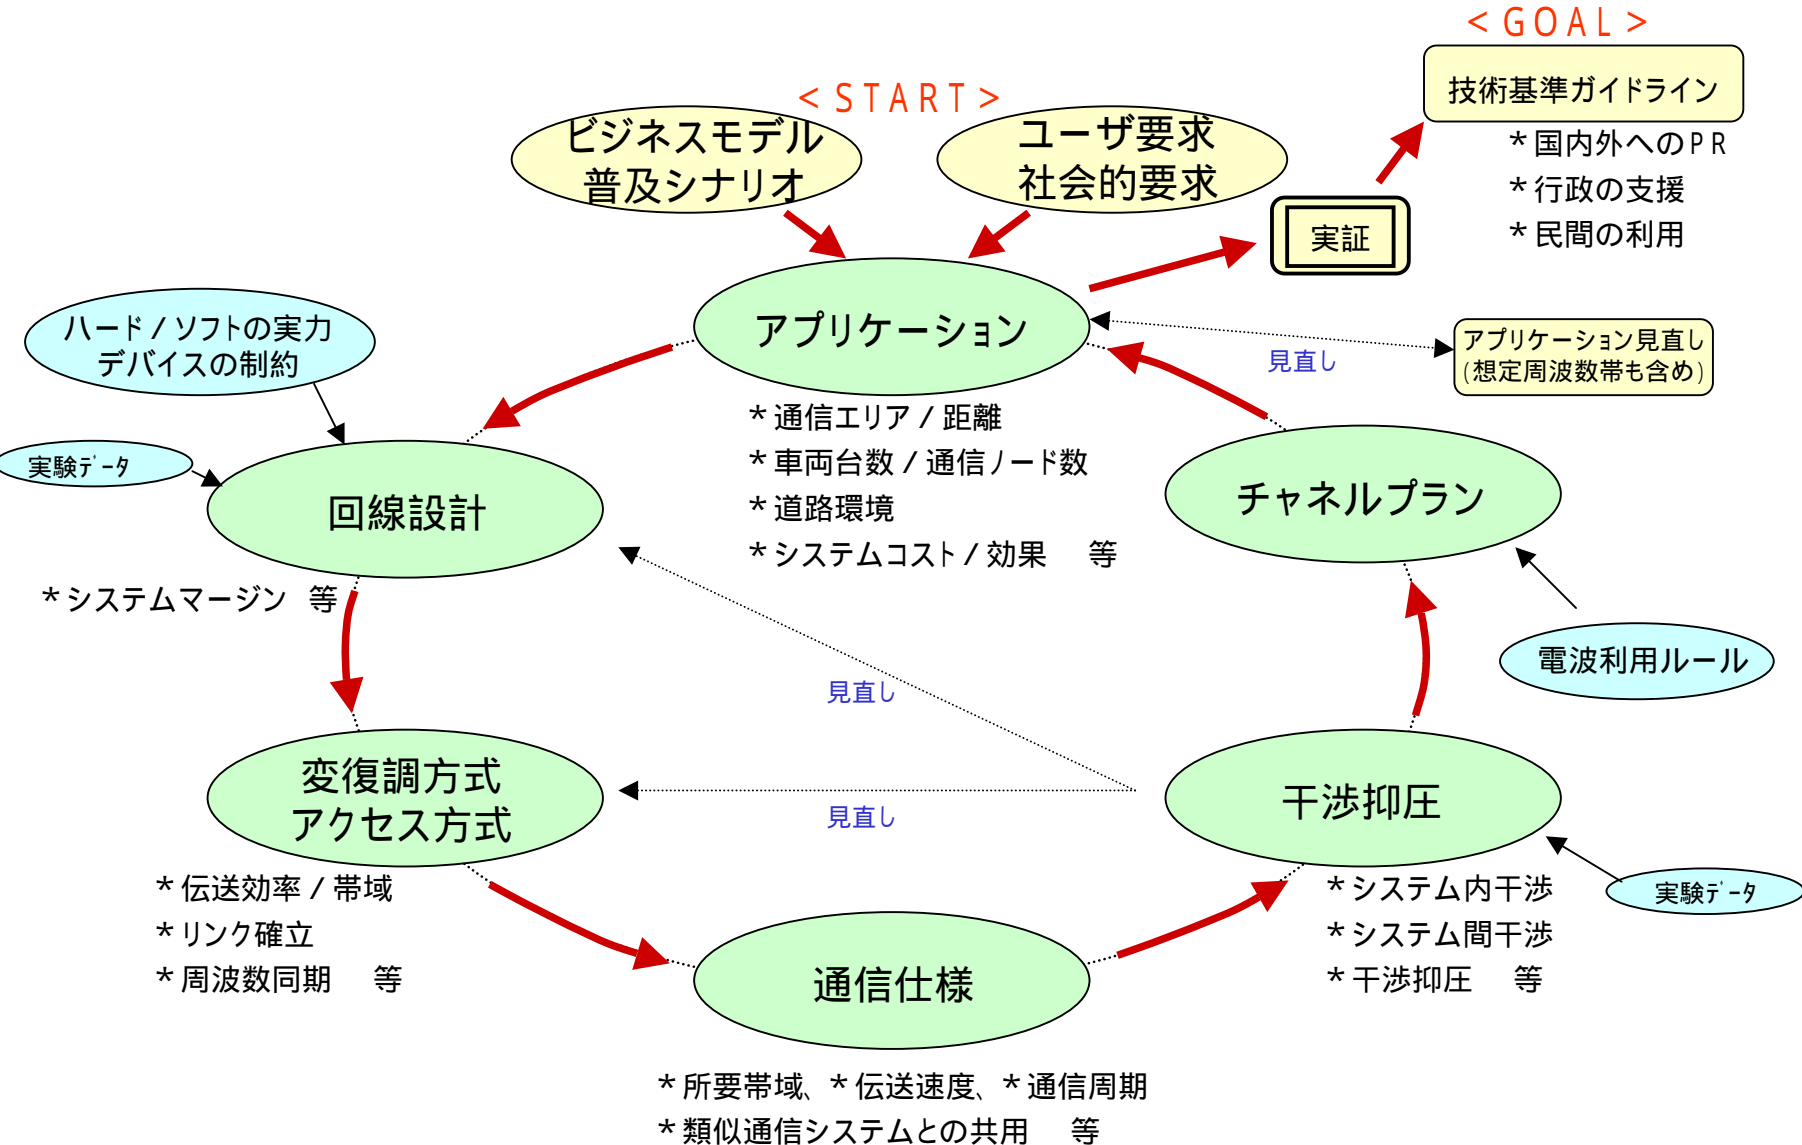 ＜ＧＯＡＬ＞
技術基準ガイドライン
＊国内外へのＰＲ
＊行政の支援
＊民間の利用
＜ＳＴＡＲＴ＞
ビジネスモデル
普及シナリオ
ユーザ要求
社会的要求
実証
アプリケーション
見直し
アプリケーション見直し
(想定周波数帯も含め)
ハード／ソフトの実力
デバイスの制約
実験ﾃﾞｰﾀ
回線設計
＊システムマージン　等
＊通信エリア／距離
＊車両台数／通信ノード数
＊道路環境
＊システムコスト／効果　等
チャネルプラン
電波利用ルール
見直し
見直し
変復調方式
アクセス方式
＊伝送効率／帯域
＊リンク確立
＊周波数同期　等
干渉抑圧
実験ﾃﾞｰﾀ
＊システム内干渉
＊システム間干渉
＊干渉抑圧　等
通信仕様
＊所要帯域、＊伝送速度、＊通信周期
＊類似通信システムとの共用　等